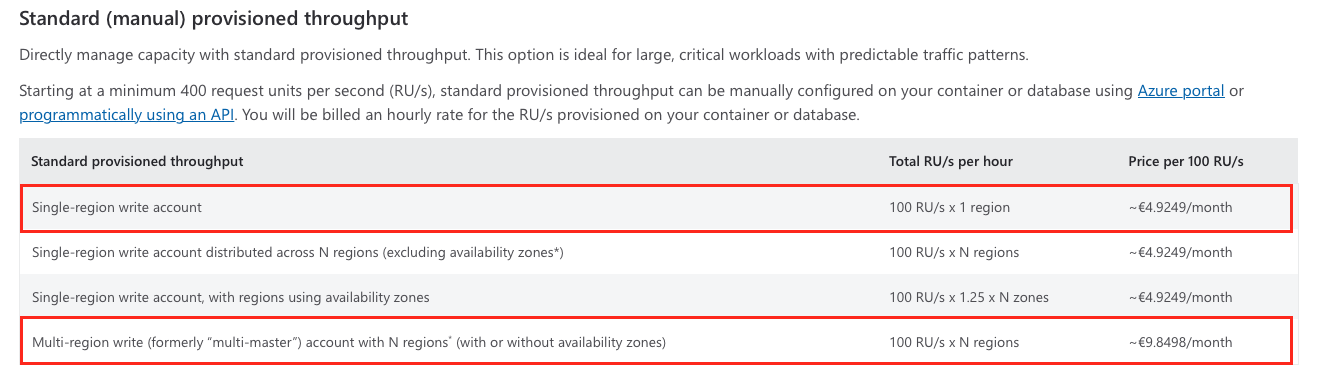 Standard (manual) provisioned throughput
Directly manage capacity with standard provisioned throughput. This option is ideal for large, critical workloads with predictable traffic patterns.
Starting at a minimum 400 request units per second (RU/s), standard provisioned throughput can be manually configured on your container or database using Azure portal or
programmatically using an API. You will be billed an hourly rate for the RU/s provisioned on your container or database.
Standard provisioned throughput Total RU/s per hour Price per 100 RU/s
Single-region write account 100 RU/s x 1 region ~€4.9249/month
Single-region write account distributed across N regions (excluding availability zones*) 100 RU/s x N regions ~€4.9249/month
Single-region write account, with regions using availability zones 100 RU/s x 1.25 x N zones ~€4.9249/month
Multi-region write (formerly “multi-master”) account with N regions* (with or without availability zones) 100 RU/s x N regions ~€9.8498/month